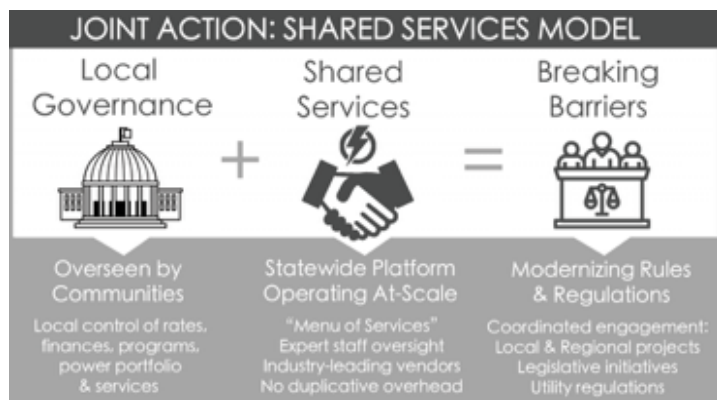 JOINT ACTION: SHARED SERVICES MODEL
Local
Governance
+
Shared
Services
=
Breaking
Barriers
Overseen by
Communities
Local control of rates,
finances, programs,
power portfolio
& services
Statewide Platform
Operating At-Scale
“Menu of Services”
Expert staff oversight
Industry-leading vendors
No duplicative overhead
Modernizing Rules
& Regulations
Coordinated engagement:
Local & Regional projects
Legislative initiatives
Utility regulations